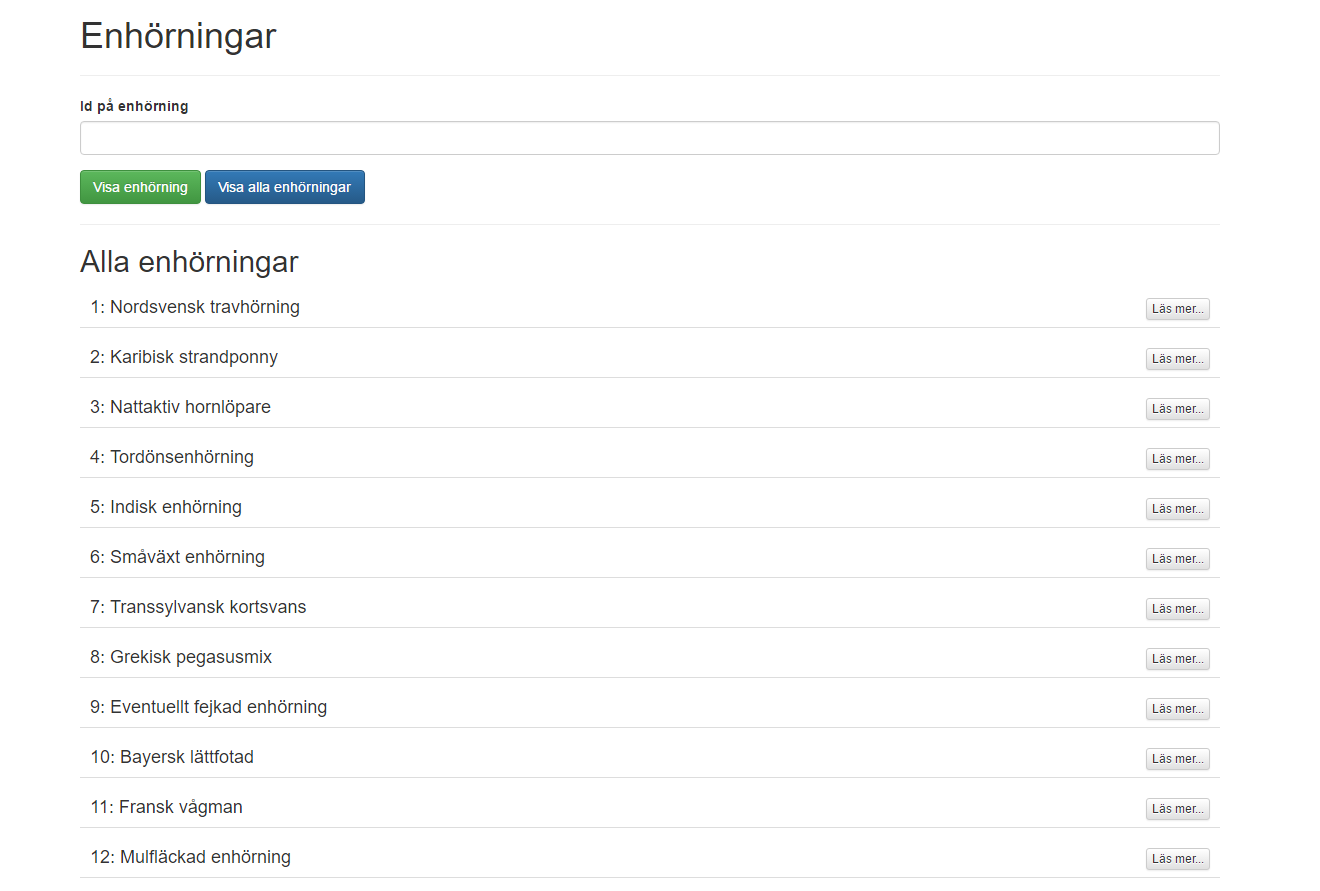 Enhörningar
Id på enhörning
Visa enhörning Visa alla enhörningar
Alla enhörningar
1: Nordsvensk travhörning Läs mer...
2: Karibisk strandponny Läs mer...
3: Nattaktiv hornlöpare Läs mer...
4: Tordönsenhörning Läs mer...
5: Indisk enhörning Läs mer...
6: Småväxt enhörning Läs mer...
7: Transsylvansk kortsvans Läs mer...
8: Grekisk pegasusmix Läs mer...
9: Eventuellt fejkad enhörning Läs mer...
10: Bayersk lättfotad Läs mer...
11: Fransk vågman Läs mer...
12: Mulfläckad enhörning Läs mer...